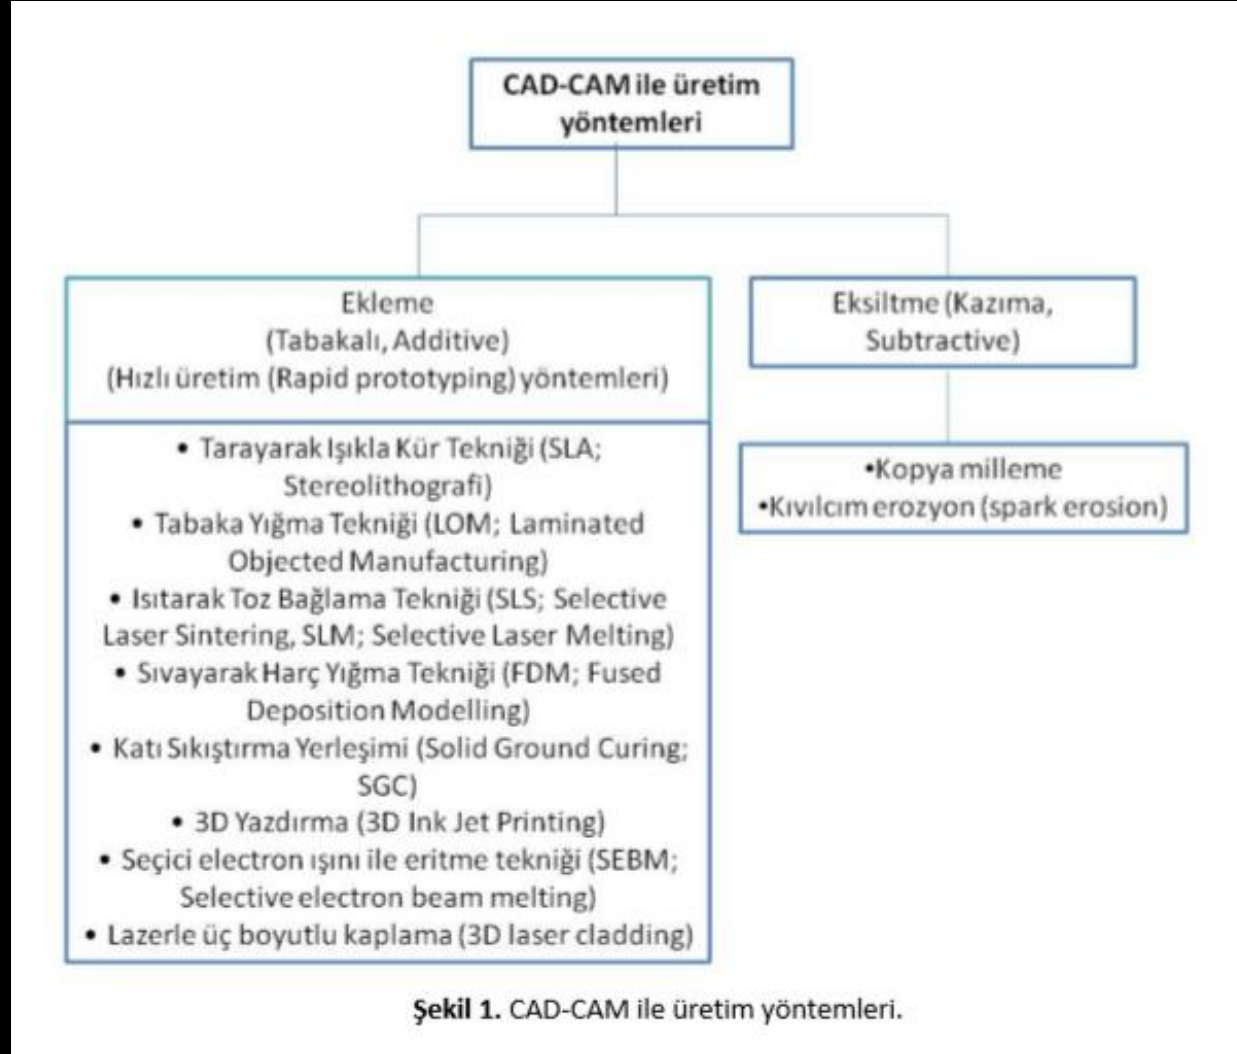 CAD-CAM ile üretim
yöntemleri
Ekleme
(Tabakalı, Additive)
(Hızlı üretim (Rapid prototyping) yöntemleri)
• Tarayarak Işıkla Kür Tekniği (SLA;
Stereolithografi)
• Tabaka Yığma Tekniği (LOM; Laminated
Objected Manufacturing)
• Isıtarak Toz Bağlama Tekniği (SLS; Selective
Laser Sintering, SLM; Selective Laser Melting)
• Sıvayarak Harç Yığma Tekniği (FDM; Fused
Deposition Modelling)
• Katı Sıkıştırma Yerleşimi (Solid Ground Curing;
SGC)
• 3D Yazdırma (3D Ink Jet Printing)
• Seçici electron ışını ile eritme tekniği (SEBM;
Selective electron beam melting)
• Lazerle üç boyutlu kaplama (3D laser cladding)
Eksiltme (Kazıma,
Subtractive)
•Kopya milleme
•Kıvılcım erozyon (spark erosion)
Şekil 1. CAD-CAM ile üretim yöntemleri.